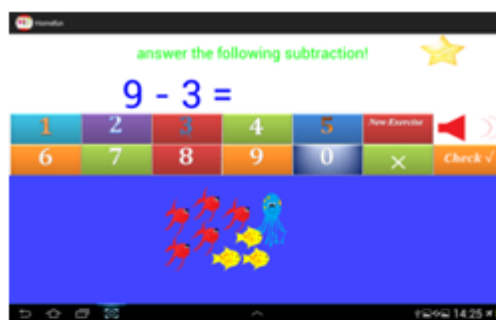 Homefun
answer the following subtraction!
9 - 3 =
1 2 3 4 5 New Exercise
6 7 8 9 0 × Check √
14:25